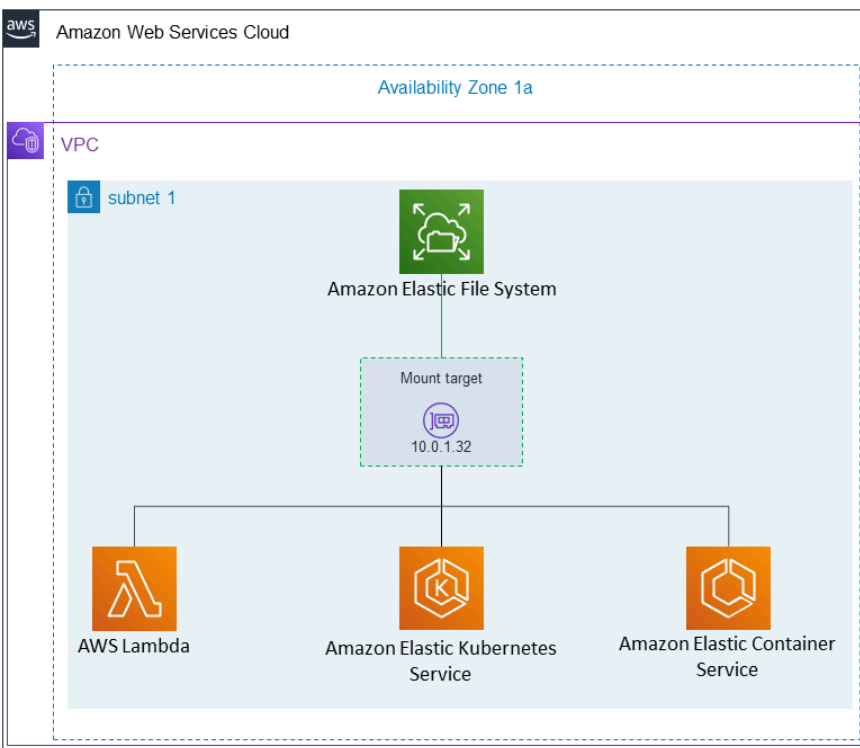 aws
Amazon Web Services Cloud
Availability Zone 1a
VPC
subnet 1
Amazon Elastic File System
Mount target
10.0.1.32
AWS Lambda
Amazon Elastic Kubernetes
Service
Amazon Elastic Container
Service